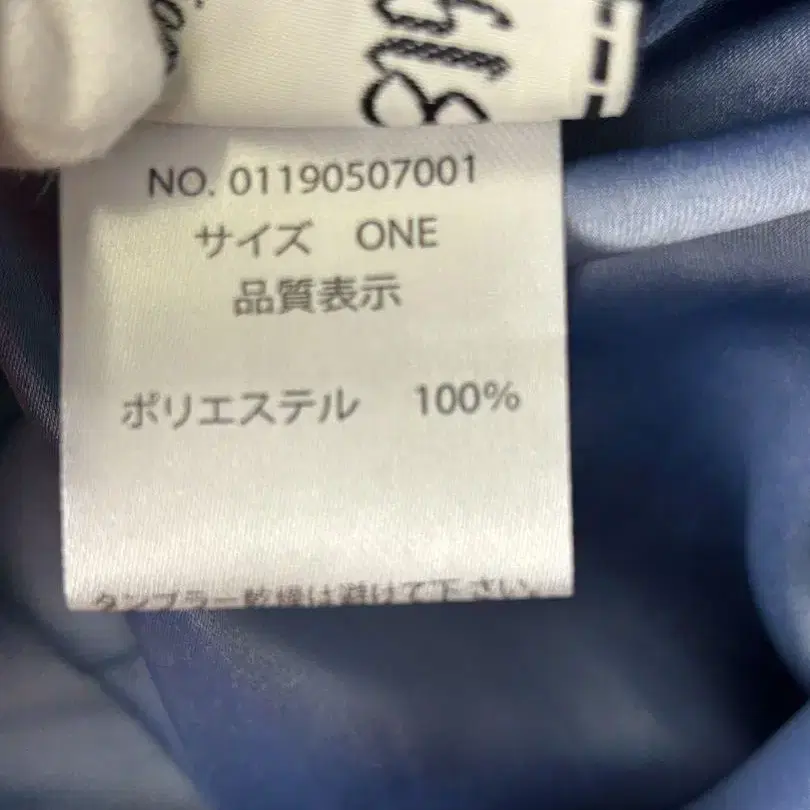 NO. 01190507001
サイズ ONE
品質表示
ポリエステル 100%
タンブラー乾燥は避けて下さい。